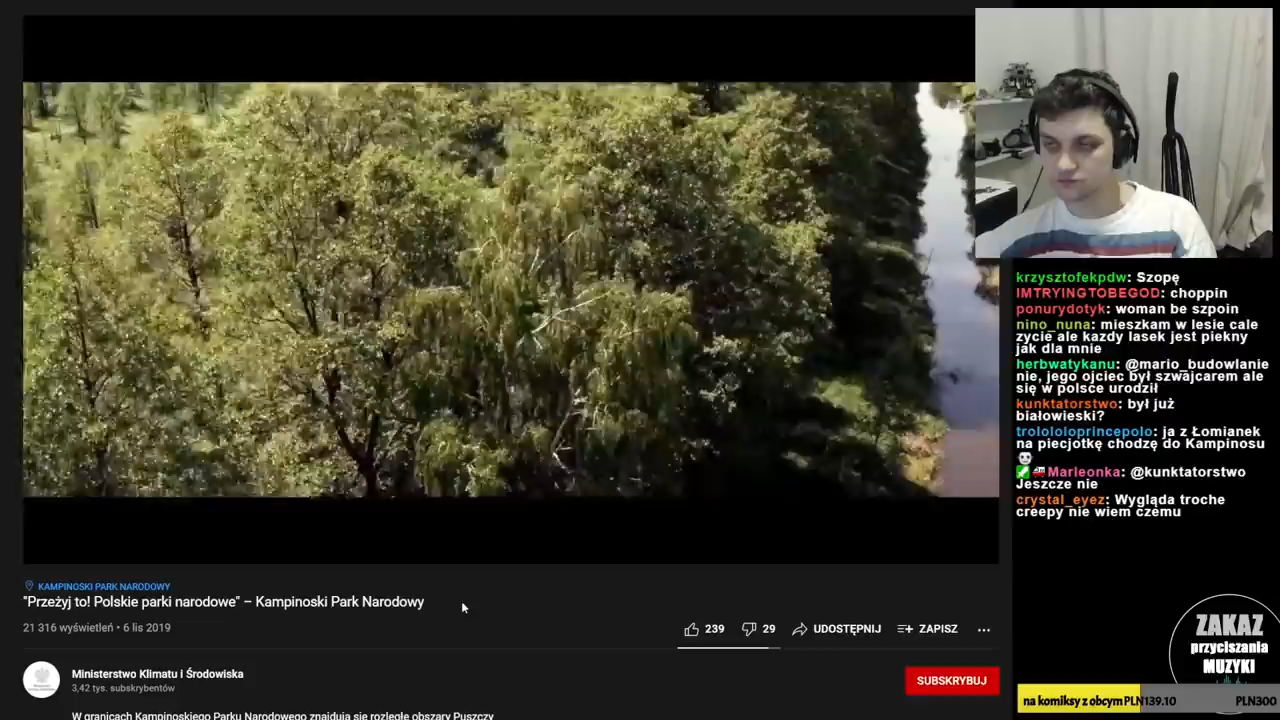 krzysztofekpdw: Szopę
IMTRYINGTOBEGOD: choppin
ponurydotyk: woman be szpoin
nino_nuna: mieszkam w lesie cale
zycie ale kazdy lasek jest piekny
jak dla mnie
herbwatykanu: @mario_budowlanie
nie, jego ojciec był szwajcarem ale
się w polsce urodził
kunktatorstwo: był już
białowieski?
trolololoprincepolo: ja z Łomianek
na piecjotkę chodzę do Kampinosu
Marleonka: @kunktatorstwo
Jeszcze nie
crystal_eyez: Wygląda troche
creepy nie wiem czemu
KAMPINOSKI PARK NARODOWY
"Przeżyj to! Polskie parki narodowe" – Kampinoski Park Narodowy
21 316 wyświetleń • 6 lis 2019
239 29 UDOSTĘPNIJ ZAPISZ
Ministerstwo Klimatu i Środowiska
3,42 tys. subskrybentów
SUBSKRYBUJ
W granicach Kampinoskiego Parku Narodowego znajdują się rozległe obszary Puszczy
ZAKAZ
przyciszania
MUZYKI
na komiksy z obcym PLN139.10 PLN300